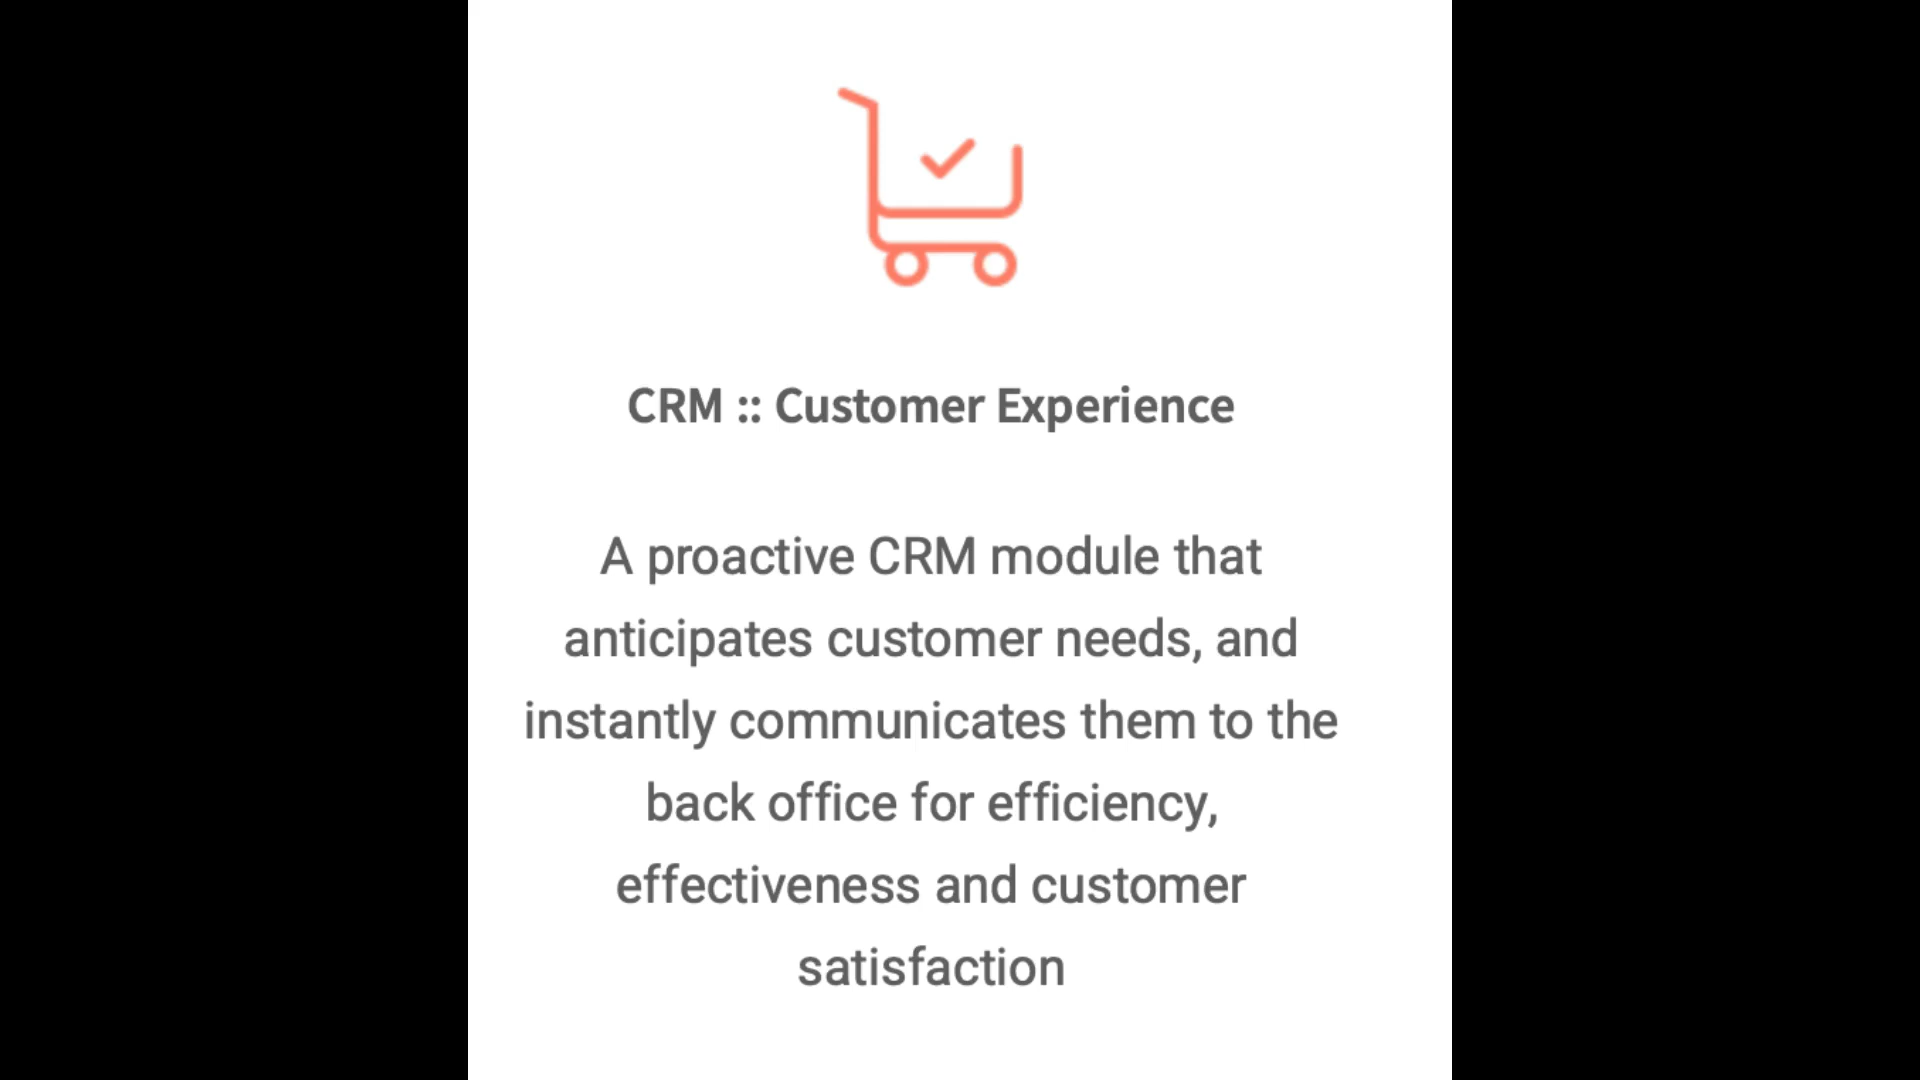 CRM :: Customer Experience
A proactive CRM module that
anticipates customer needs, and
instantly communicates them to the
back office for efficiency,
effectiveness and customer
satisfaction